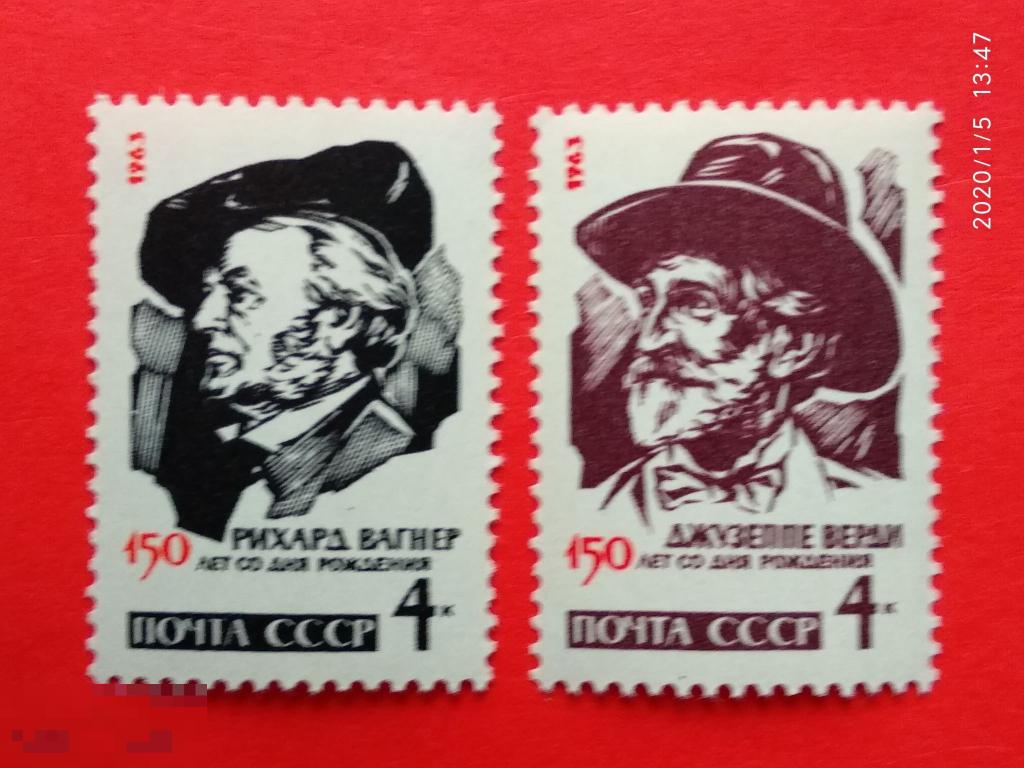 1963
РИХАРД ВАГНЕР
150 ЛЕТ СО ДНЯ РОЖДЕНИЯ
ПОЧТА СССР 4к
1963
ДЖУЗЕППЕ ВЕРДИ
150 ЛЕТ СО ДНЯ РОЖДЕНИЯ
ПОЧТА СССР 4к
2020/1/5 13:47